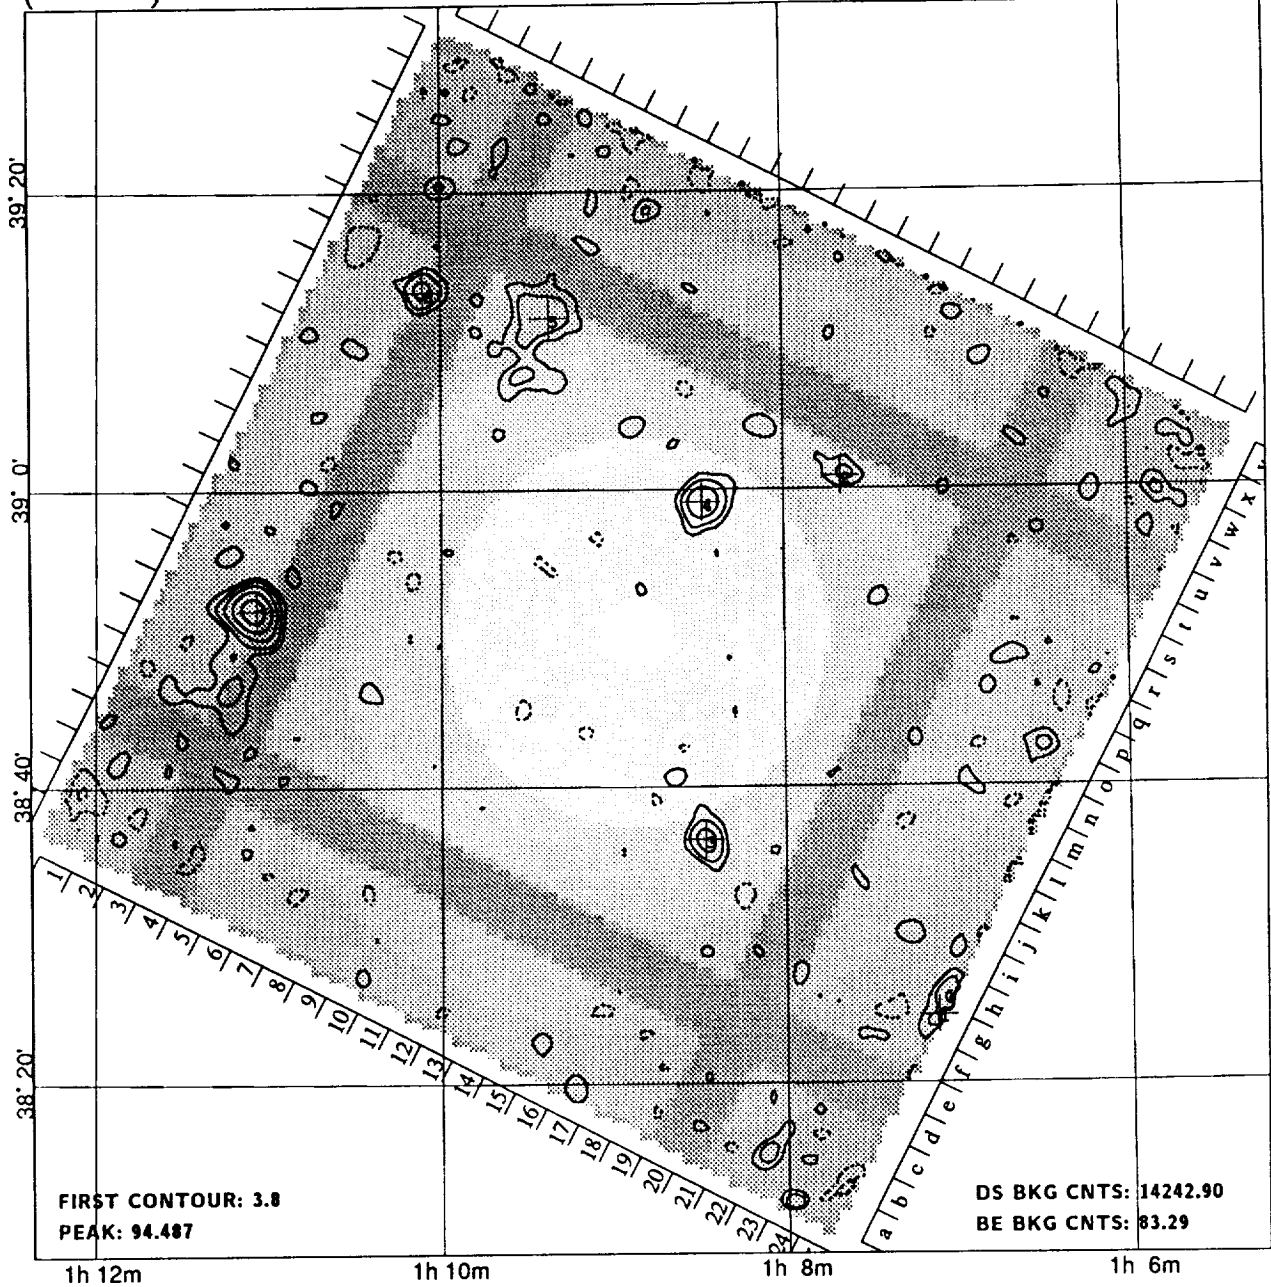 39° 20'
39° 0'
38° 40'
38° 20'
1 2 3 4 5 6 7 8 9 10 11 12 13 14 15 16 17 18 19 20 21 22 23 24
a b c d e f g h i j k l m n o p q r s t u v w x
FIRST CONTOUR: 3.8
PEAK: 94.487
DS BKG CNTS: 14242.90
BE BKG CNTS: 83.29
1h 12m
1h 10m
1h 8m
1h 6m